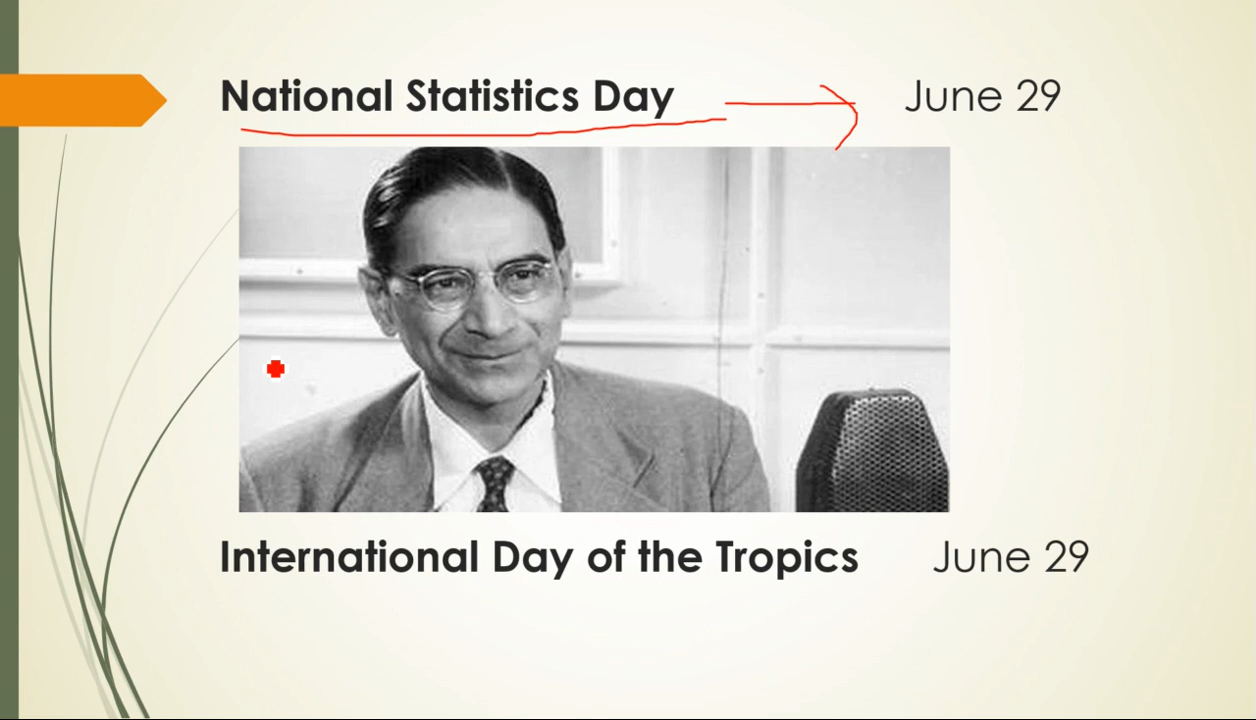 National Statistics Day June 29
International Day of the Tropics June 29